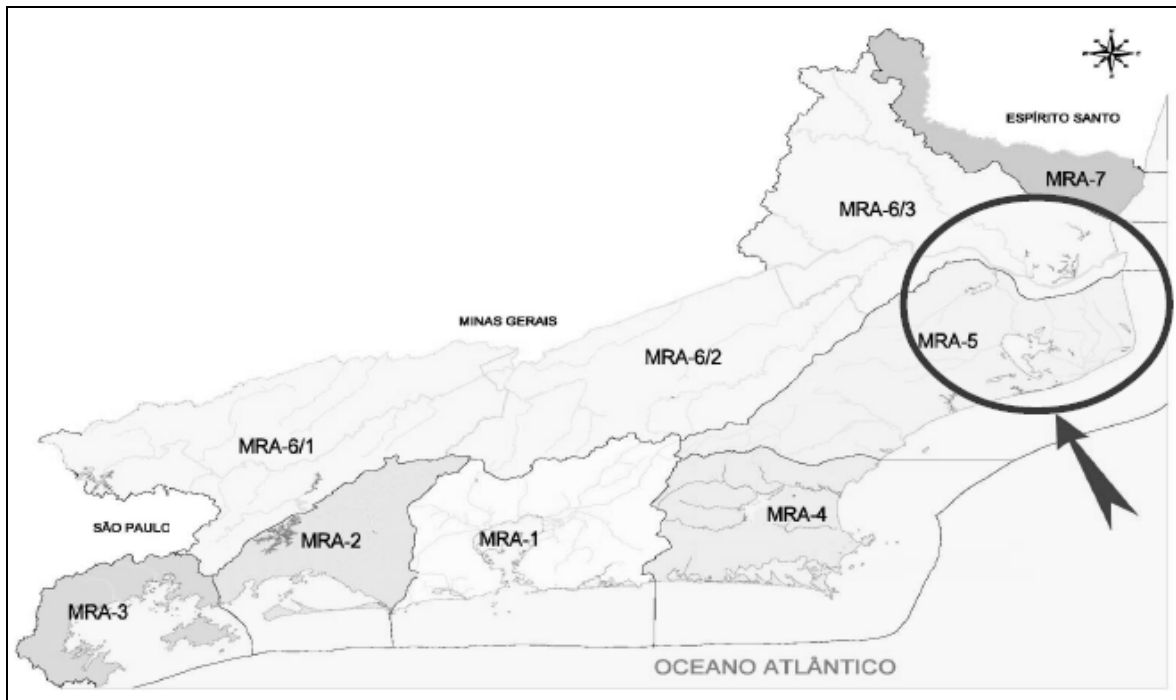 ESPÍRITO SANTO
MRA-7
MRA-6/3
MINAS GERAIS
MRA-5
MRA-6/2
MRA-6/1
SÃO PAULO
MRA-4
MRA-2
MRA-1
MRA-3
OCEANO ATLÂNTICO